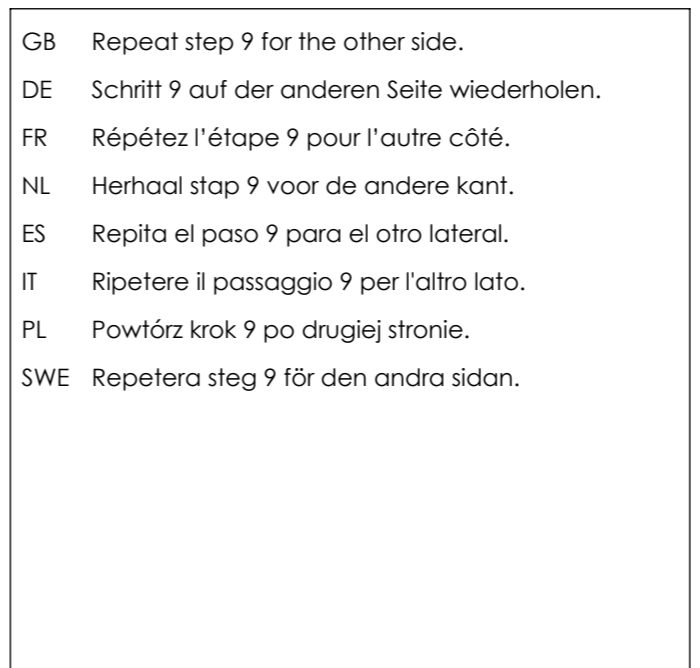 GB Repeat step 9 for the other side.
DE Schritt 9 auf der anderen Seite wiederholen.
FR Répétez l’étape 9 pour l’autre côté.
NL Herhaal stap 9 voor de andere kant.
ES Repita el paso 9 para el otro lateral.
IT Ripetere il passaggio 9 per l'altro lato.
PL Powtórz krok 9 po drugiej stronie.
SWE Repetera steg 9 för den andra sidan.